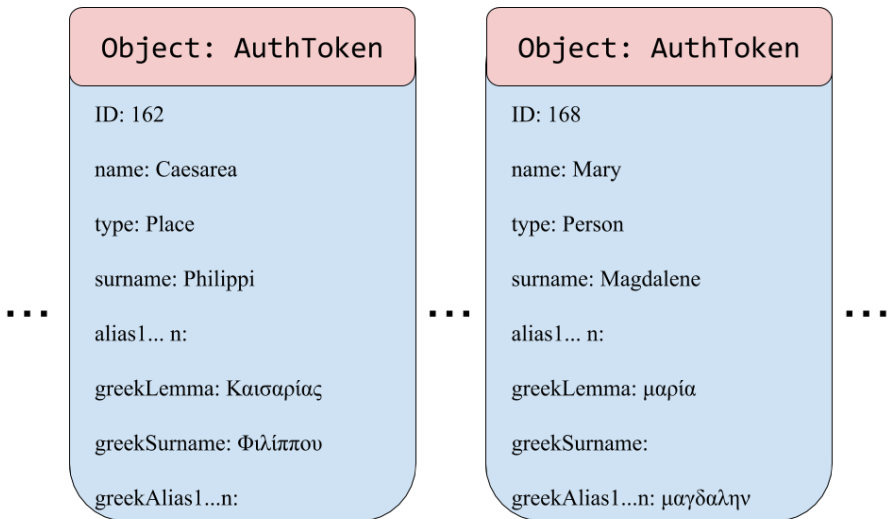 Object: AuthToken
ID: 162
name: Caesarea
type: Place
surname: Philippi
alias1... n:
greekLemma: Καισαρίας
greekSurname: Φιλίππου
greekAlias1...n:
Object: AuthToken
ID: 168
name: Mary
type: Person
surname: Magdalene
alias1... n:
greekLemma: μαρία
greekSurname:
greekAlias1...n: μαγδαλην
... ... ...